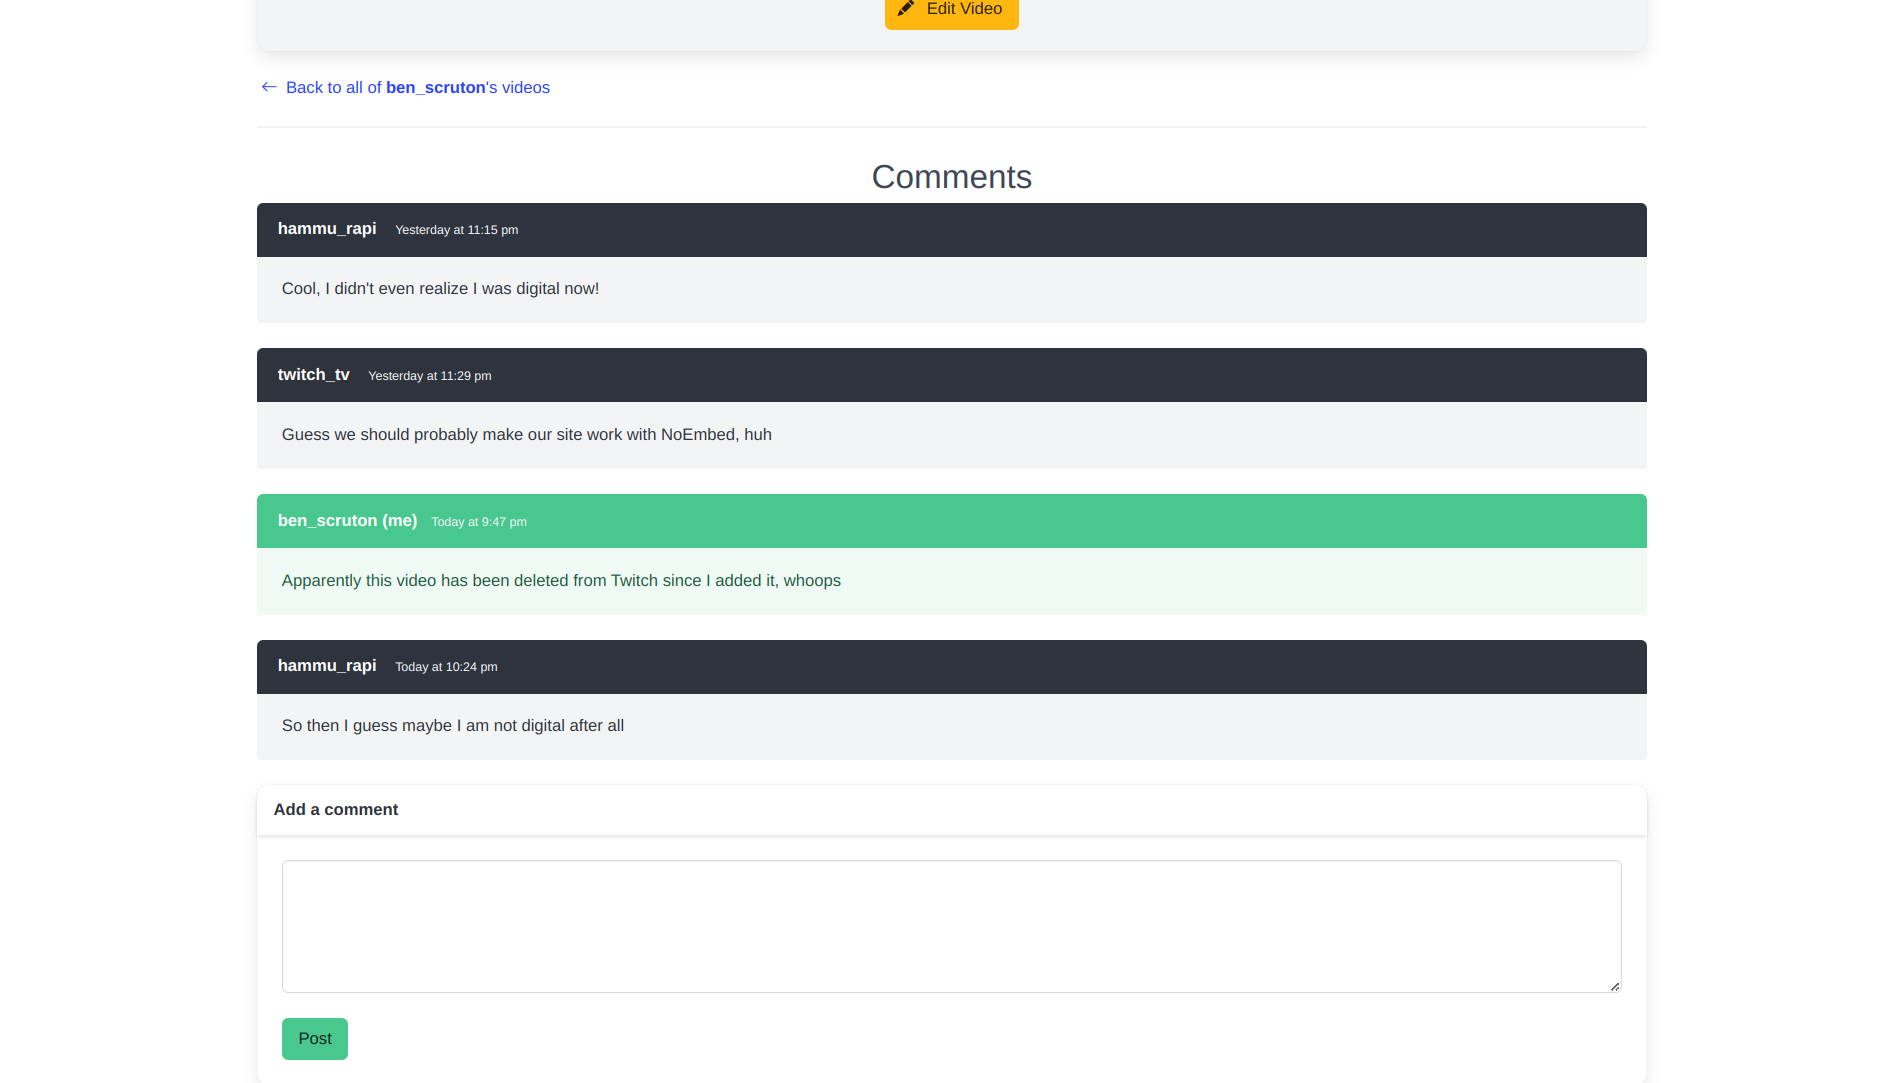 Edit Video
Back to all of ben_scruton's videos
Comments
hammu_rapi Yesterday at 11:15 pm
Cool, I didn't even realize I was digital now!
twitch_tv Yesterday at 11:29 pm
Guess we should probably make our site work with NoEmbed, huh
ben_scruton (me) Today at 9:47 pm
Apparently this video has been deleted from Twitch since I added it, whoops
hammu_rapi Today at 10:24 pm
So then I guess maybe I am not digital after all
Add a comment
Post